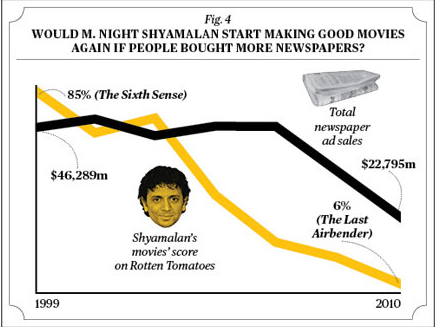 Fig. 4
WOULD M. NIGHT SHYAMALAN START MAKING GOOD MOVIES
AGAIN IF PEOPLE BOUGHT MORE NEWSPAPERS?
85% (The Sixth Sense)
Total
newspaper
ad sales
$46,289m
$22,795m
6%
(The Last
Airbender)
Shyamalan's
movies' score
on Rotten Tomatoes
1999
2010